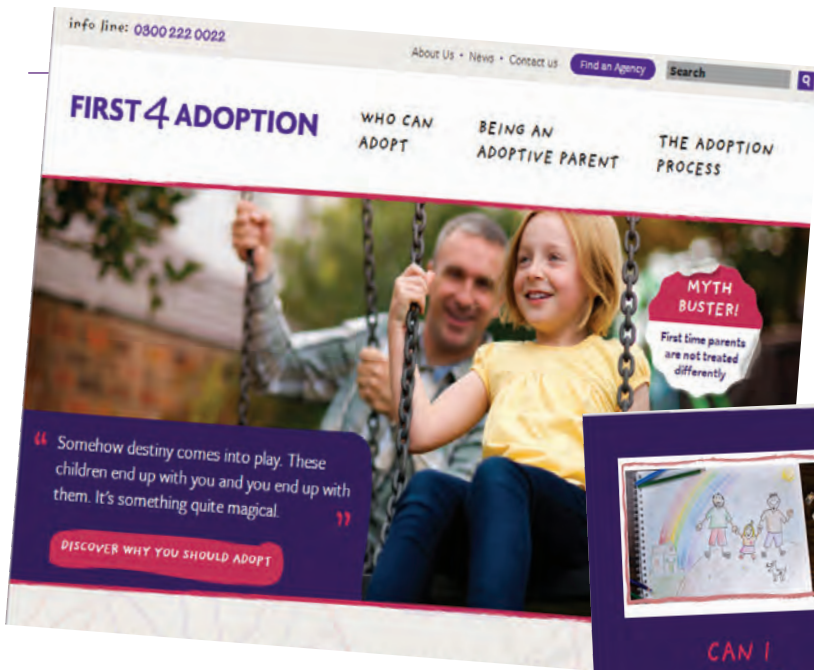 info line: 0300 222 0022
About Us • News • Contact us
Find an Agency
Search
FIRST4ADOPTION
WHO CAN
ADOPT
BEING AN
ADOPTIVE PARENT
THE ADOPTION
PROCESS
MYTH
BUSTER!
First time parents
are not treated
differently
“ Somehow destiny comes into play. These
children end up with you and you end up with
them. It's something quite magical. ”
DISCOVER WHY YOU SHOULD ADOPT
CAN I